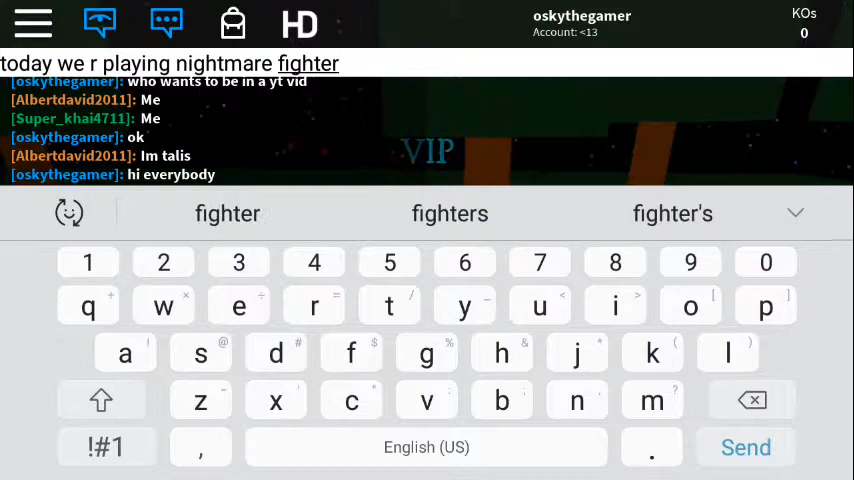 HD
oskythegamer
Account: <13
KOs
0
today we r playing nightmare fighter
[oskythegamer]: who wants to be in a yt vid
[Albertdavid2011]: Me
[Super_khai4711]: Me
[oskythegamer]: ok
[Albertdavid2011]: Im talis
[oskythegamer]: hi everybody
VIP
fighter fighters fighter's
1 2 3 4 5 6 7 8 9 0
q + w × e ÷ r = t / y _ u < i > o [ p ]
a ! s @ d # f $ g % h & j * k ( l )
z - x ' c " v : b ; n , m ?
!#1 , English (US) . Send